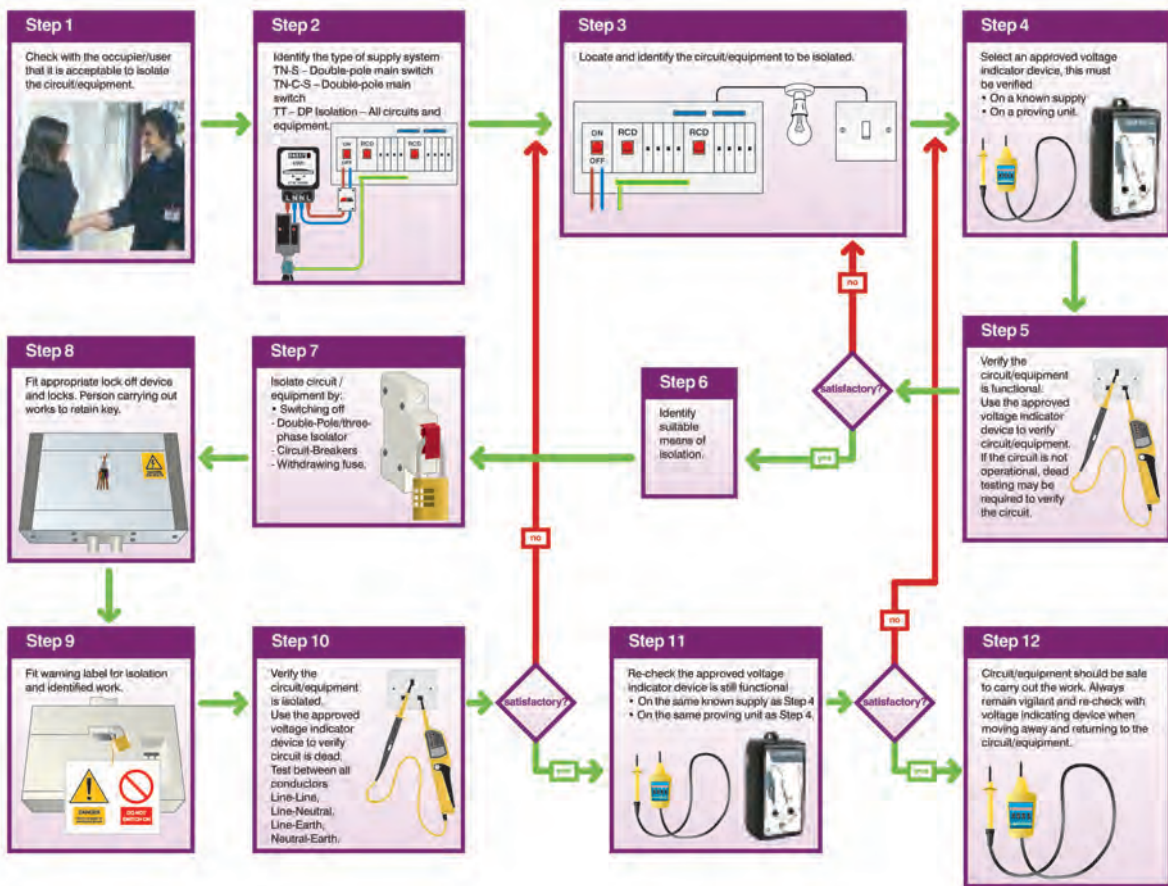 Step 1
Check with the occupier/user
that it is acceptable to isolate
the circuit/equipment.
Step 2
Identify the type of supply system
TN-S – Double-pole main switch
TN-C-S – Double-pole main
switch
TT – DP Isolation – All circuits and
equipment.
ON
OFF
RCD
RCD
L N N L
Step 3
Locate and identify the circuit/equipment to be isolated.
ON
OFF
RCD
RCD
Step 4
Select an approved voltage
indicator device, this must
be verified
• On a known supply
• On a proving unit.
Step 5
Verify the
circuit/equipment
is functional.
Use the approved
voltage indicator
device to verify
circuit/equipment.
If the circuit is not
operational, dead
testing may be
required to verify
the circuit.
satisfactory?
no
yes
Step 6
Identify
suitable
means of
isolation.
Step 7
Isolate circuit /
equipment by:
• Switching off
- Double-Pole/three-
phase Isolator
- Circuit-Breakers
- Withdrawing fuse.
Step 8
Fit appropriate lock off device
and locks. Person carrying out
works to retain key.
Step 9
Fit warning label for isolation
and identified work.
DANGER
DO NOT
SWITCH ON
Step 10
Verify the
circuit/equipment
is isolated.
Use the approved
voltage indicator
device to verify
circuit is dead.
Test between all
conductors
Line-Line,
Line-Neutral,
Line-Earth,
Neutral-Earth.
satisfactory?
no
yes
Step 11
Re-check the approved voltage
indicator device is still functional
• On the same known supply as Step 4
• On the same proving unit as Step 4.
satisfactory?
no
yes
Step 12
Circuit/equipment should be safe
to carry out the work. Always
remain vigilant and re-check with
voltage indicating device when
moving away and returning to the
circuit/equipment.